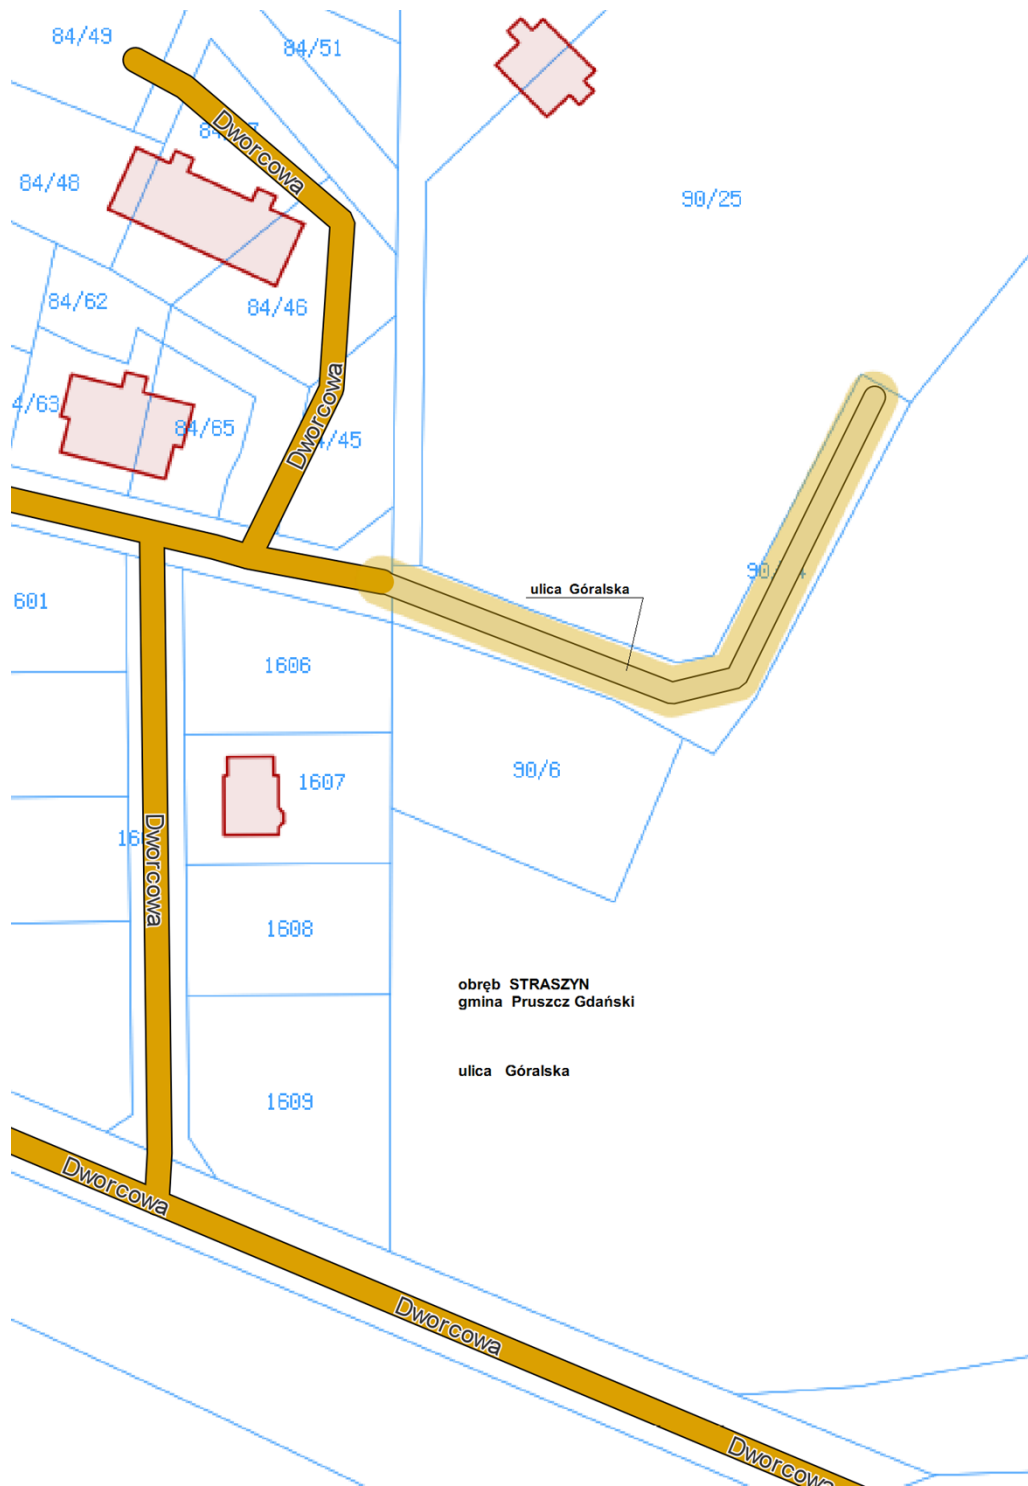 84/49
84/51
Dworcowa
84/48
90/25
84/62
84/46
Dworcowa
84/65
601
ulica Góralska
1606
90/6
1607
Dworcowa
1608
obręb STRASZYN
gmina Pruszcz Gdański
ulica Góralska
1609
Dworcowa
Dworcowa
Dworcowa